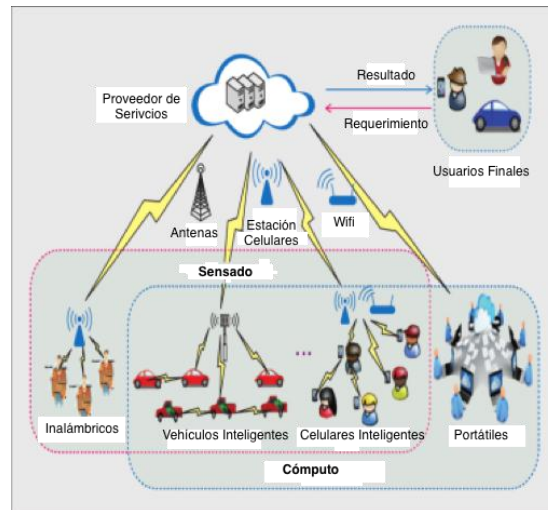 Resultado
Proveedor de
Serivcios
Requerimiento
Usuarios Finales
Antenas
Estación
Celulares
Wifi
Sensado
...
Inalámbricos
Vehículos Inteligentes
Celulares Inteligentes
Portátiles
Cómputo